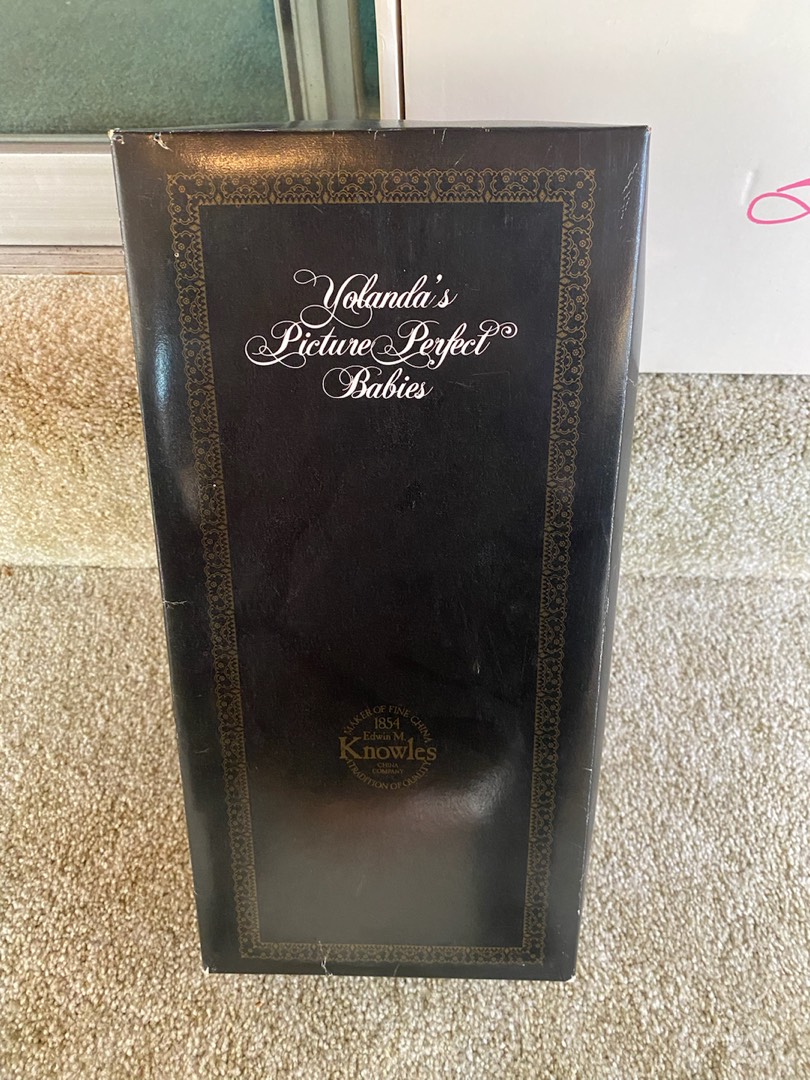 Yolanda's
Picture Perfect
Babies
MAKER OF FINE CHINA
1854
Edwin M.
Knowles
CHINA
COMPANY
TRADITION OF QUALITY